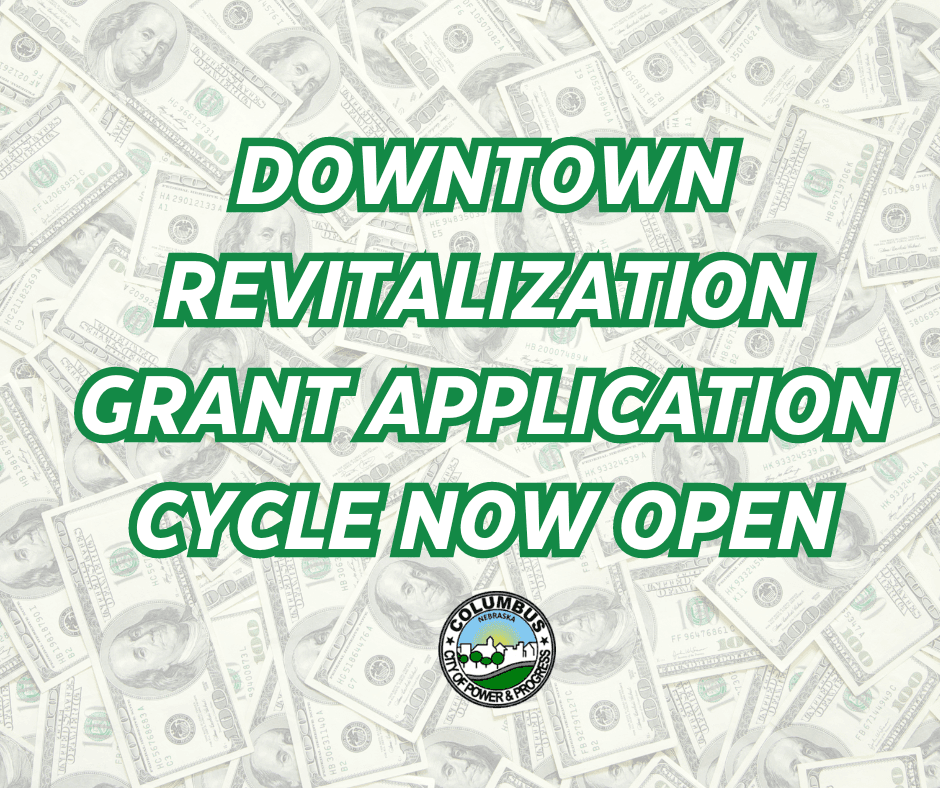 DOWNTOWN
REVITALIZATION
GRANT APPLICATION
CYCLE NOW OPEN
COLUMBUS
NEBRASKA
CITY OF POWER & PROGRESS